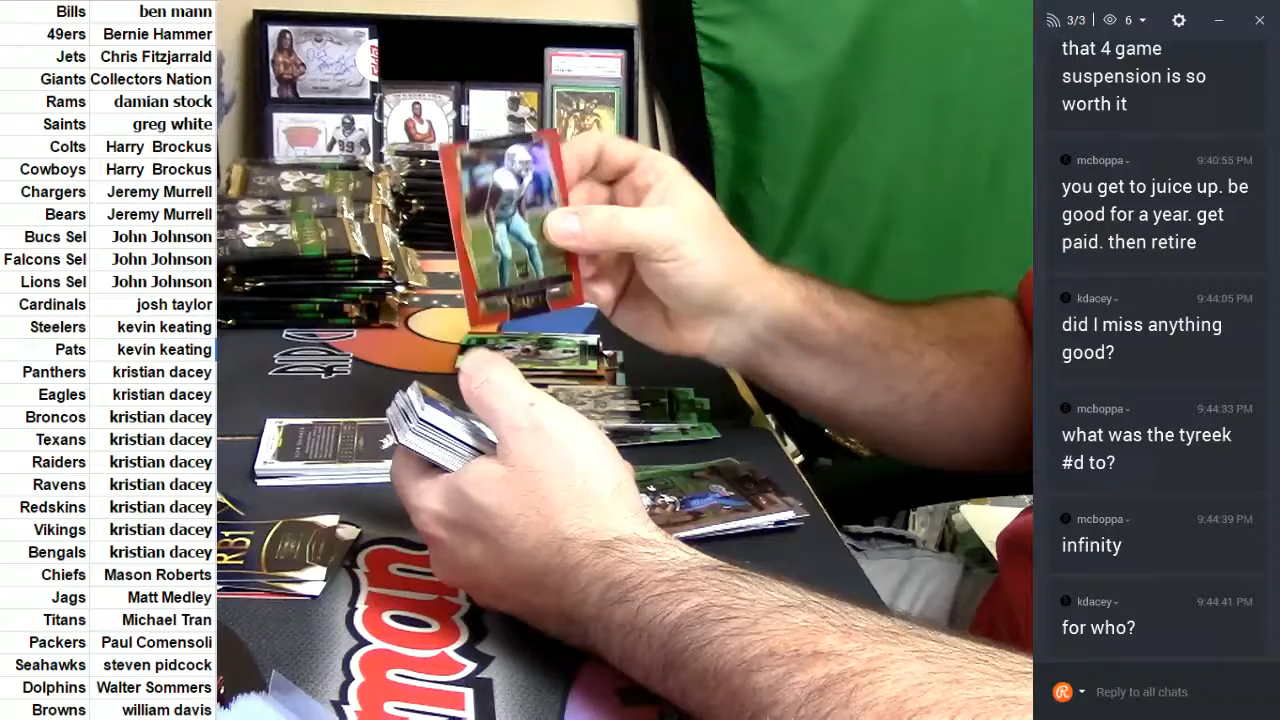 Bills ben mann
49ers Bernie Hammer
Jets Chris Fitzjarrald
Giants Collectors Nation
Rams damian stock
Saints greg white
Colts Harry Brockus
Cowboys Harry Brockus
Chargers Jeremy Murrell
Bears Jeremy Murrell
Bucs Sel John Johnson
Falcons Sel John Johnson
Lions Sel John Johnson
Cardinals josh taylor
Steelers kevin keating
Pats kevin keating
Panthers kristian dacey
Eagles kristian dacey
Broncos kristian dacey
Texans kristian dacey
Raiders kristian dacey
Ravens kristian dacey
Redskins kristian dacey
Vikings kristian dacey
Bengals kristian dacey
Chiefs Mason Roberts
Jags Matt Medley
Titans Michael Tran
Packers Paul Comensoli
Seahawks steven pidcock
Dolphins Walter Sommers
Browns william davis
3/3 6
that 4 game
suspension is so
worth it
mcboppa 9:40:55 PM
you get to juice up. be
good for a year. get
paid. then retire
kdacey 9:44:05 PM
did I miss anything
good?
mcboppa 9:44:33 PM
what was the tyreek
#d to?
mcboppa 9:44:39 PM
infinity
kdacey 9:44:41 PM
for who?
Reply to all chats